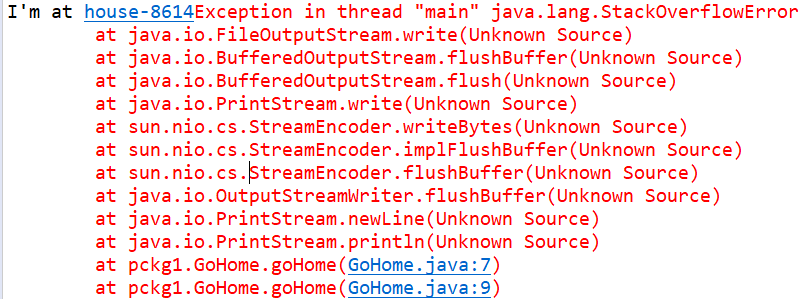 I'm at house-8614Exception in thread "main" java.lang.StackOverflowError
at java.io.FileOutputStream.write(Unknown Source)
at java.io.BufferedOutputStream.flushBuffer(Unknown Source)
at java.io.BufferedOutputStream.flush(Unknown Source)
at java.io.PrintStream.write(Unknown Source)
at sun.nio.cs.StreamEncoder.writeBytes(Unknown Source)
at sun.nio.cs.StreamEncoder.implFlushBuffer(Unknown Source)
at sun.nio.cs.StreamEncoder.flushBuffer(Unknown Source)
at java.io.OutputStreamWriter.flushBuffer(Unknown Source)
at java.io.PrintStream.newLine(Unknown Source)
at java.io.PrintStream.println(Unknown Source)
at pckg1.GoHome.goHome(GoHome.java:7)
at pckg1.GoHome.goHome(GoHome.java:9)